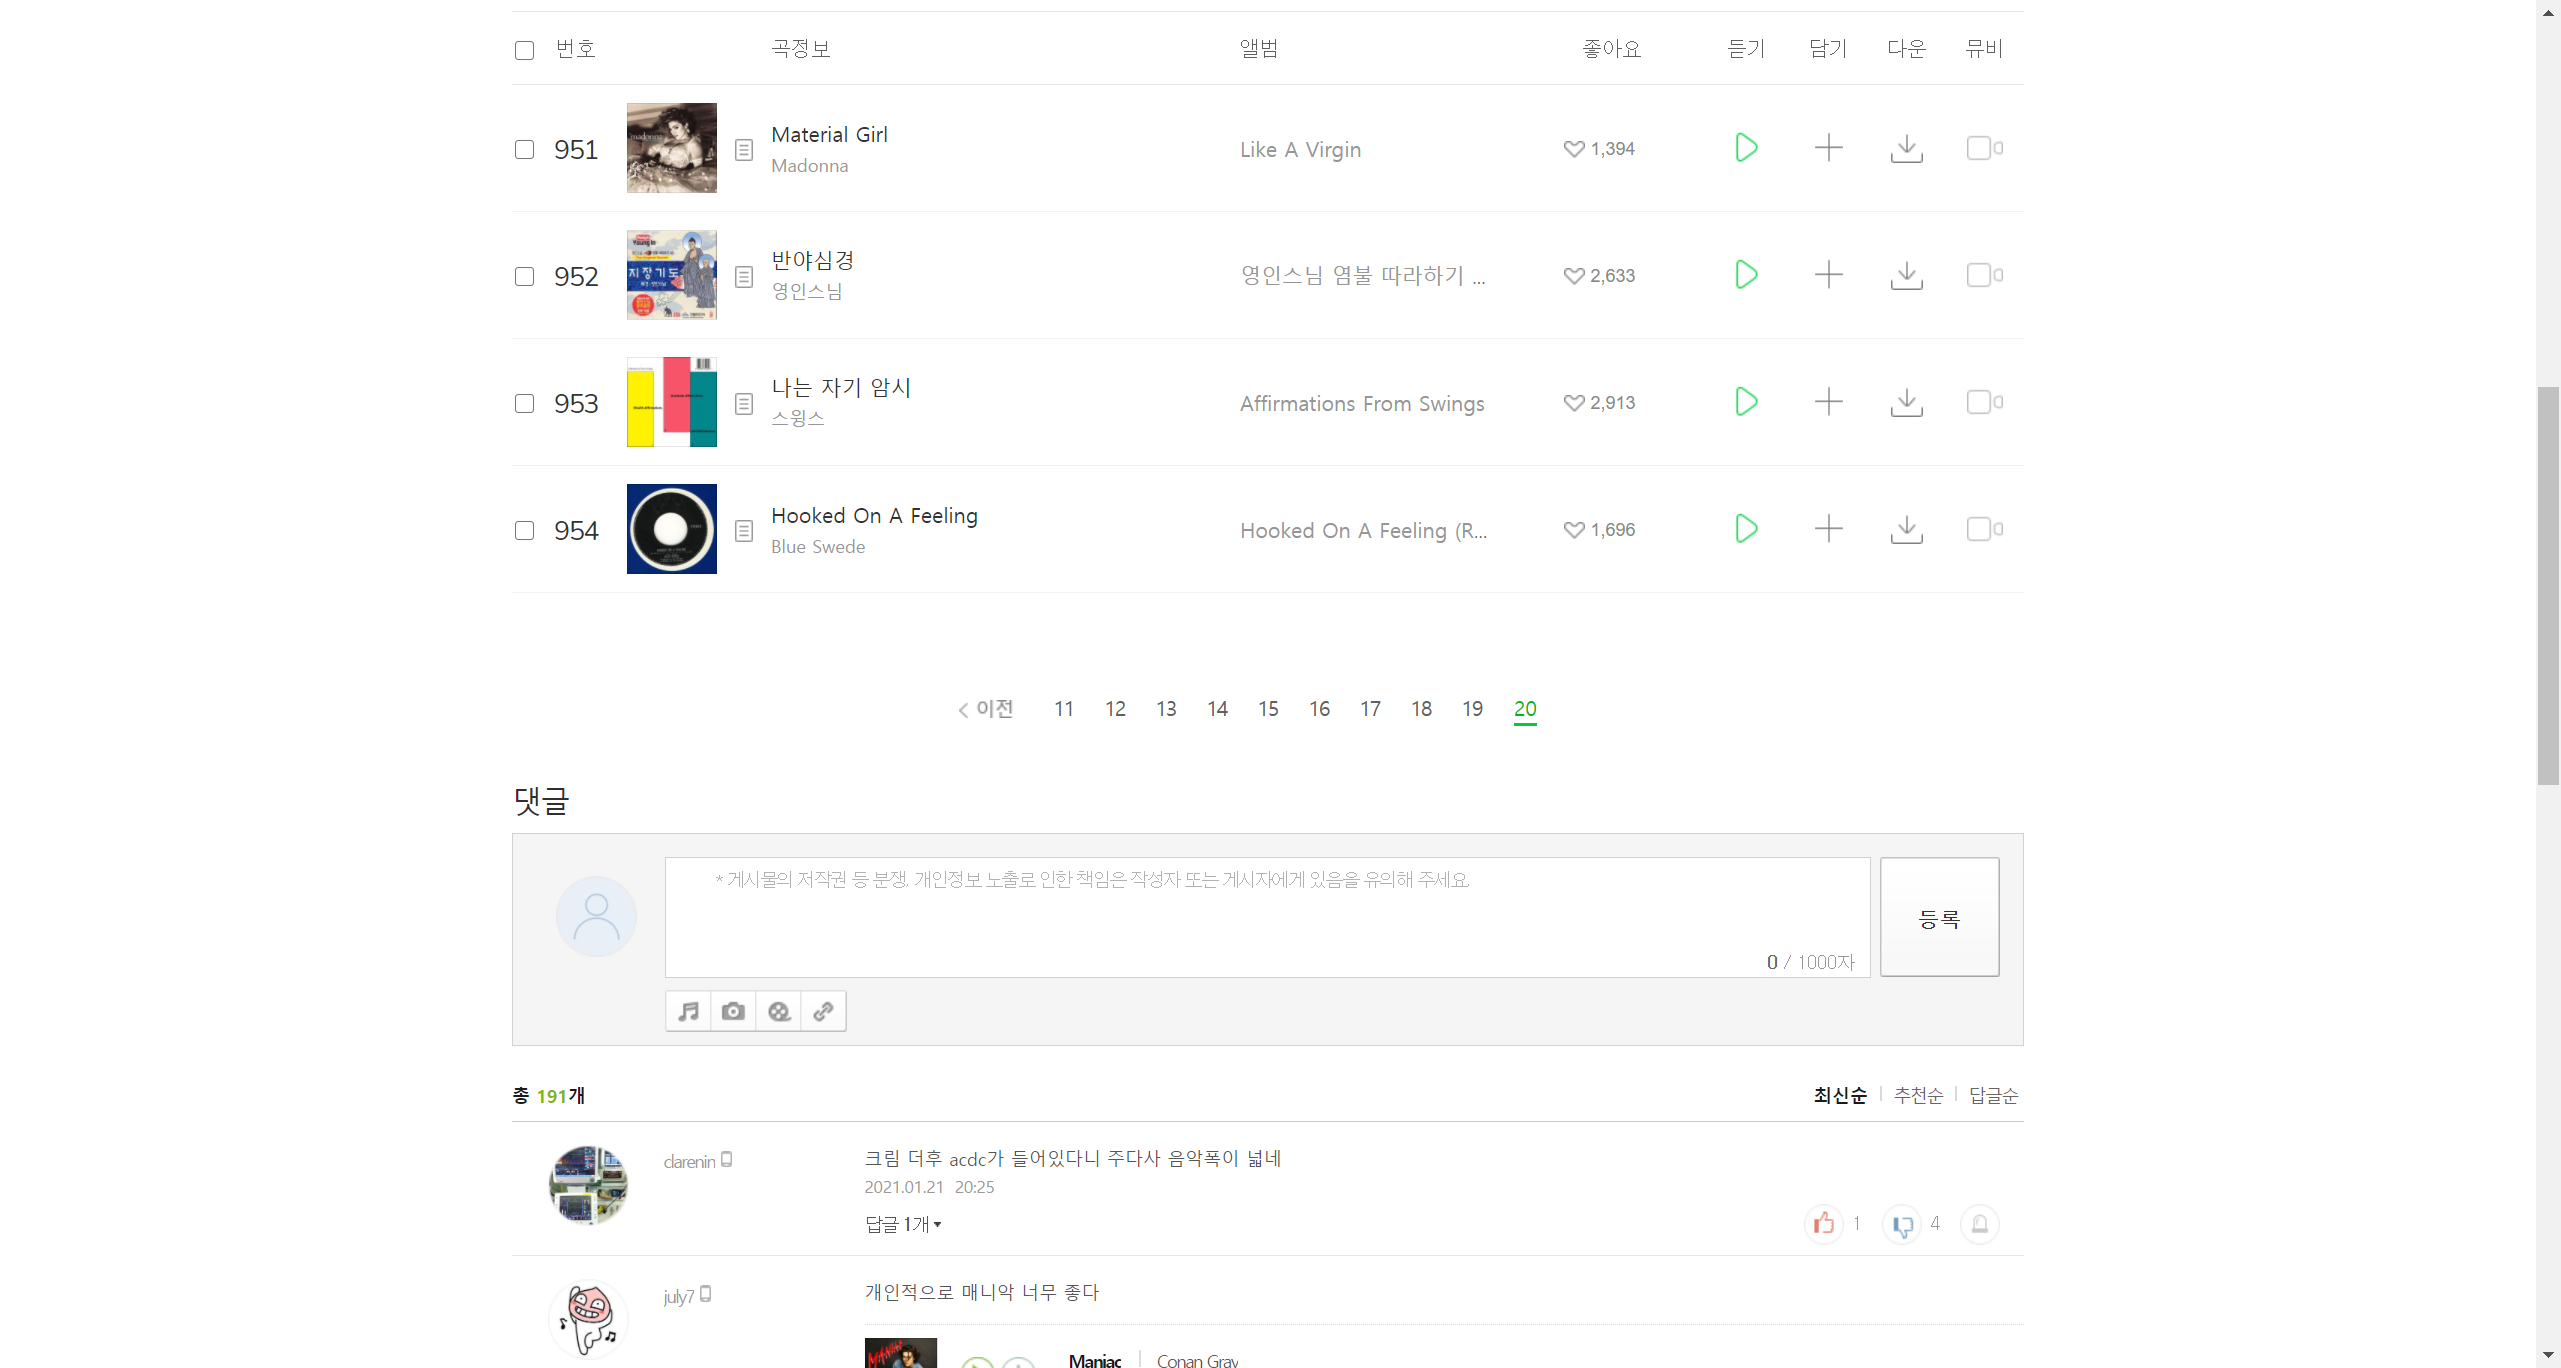 번호 곡정보 앨범 좋아요 듣기 담기 다운 뮤비
951 Material Girl Like A Virgin 1,394
Madonna
952 반야심경 영인스님 염불 따라하기 ... 2,633
영인스님
지장기도
953 나는 자기 암시 Affirmations From Swings 2,913
스윙스
954 Hooked On A Feeling Hooked On A Feeling (R... 1,696
Blue Swede
이전 11 12 13 14 15 16 17 18 19 20
댓글
* 게시물의 저작권 등 분쟁, 개인정보 노출로 인한 책임은 작성자 또는 게시자에게 있음을 유의해 주세요.
등록
0 / 1000자
총 191개 최신순 추천순 답글순
clarenin 크림 더후 acdc가 들어있다니 주다사 음악폭이 넓네
2021.01.21 20:25
답글 1개 1 4
july7 개인적으로 매니악 너무 좋다
MANIAC
Maniac Conan Gray